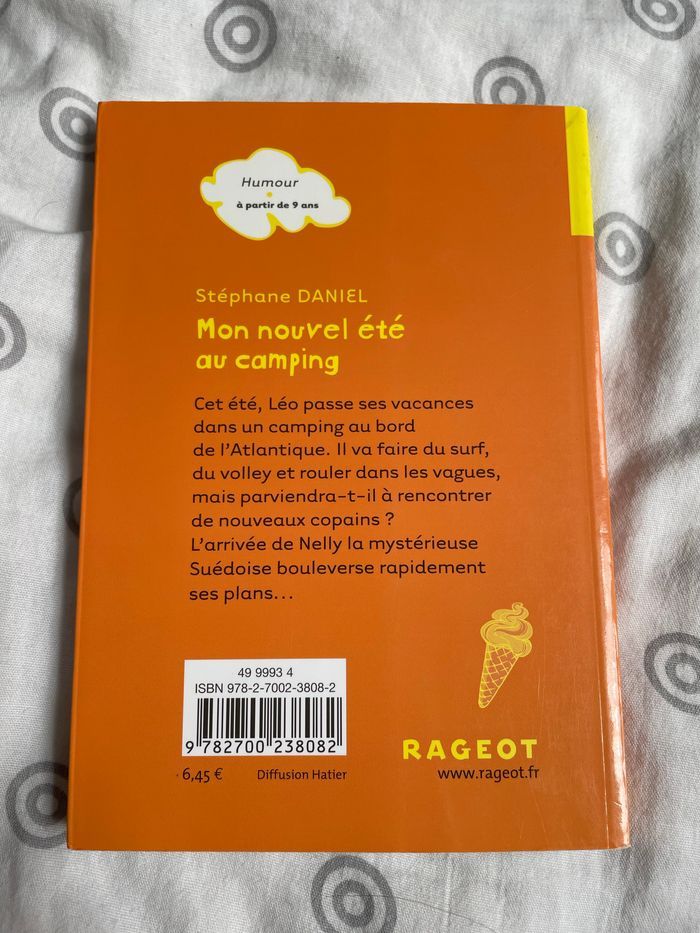 Humour
à partir de 9 ans
Stéphane DANIEL
Mon nouvel été
au camping
Cet été, Léo passe ses vacances
dans un camping au bord
de l'Atlantique. Il va faire du surf,
du volley et rouler dans les vagues,
mais parviendra-t-il à rencontrer
de nouveaux copains ?
L'arrivée de Nelly la mystérieuse
Suédoise bouleverse rapidement
ses plans...
49 9993 4
ISBN 978-2-7002-3808-2
9 782700 238082
6,45 € Diffusion Hatier
RAGEOT
www.rageot.fr